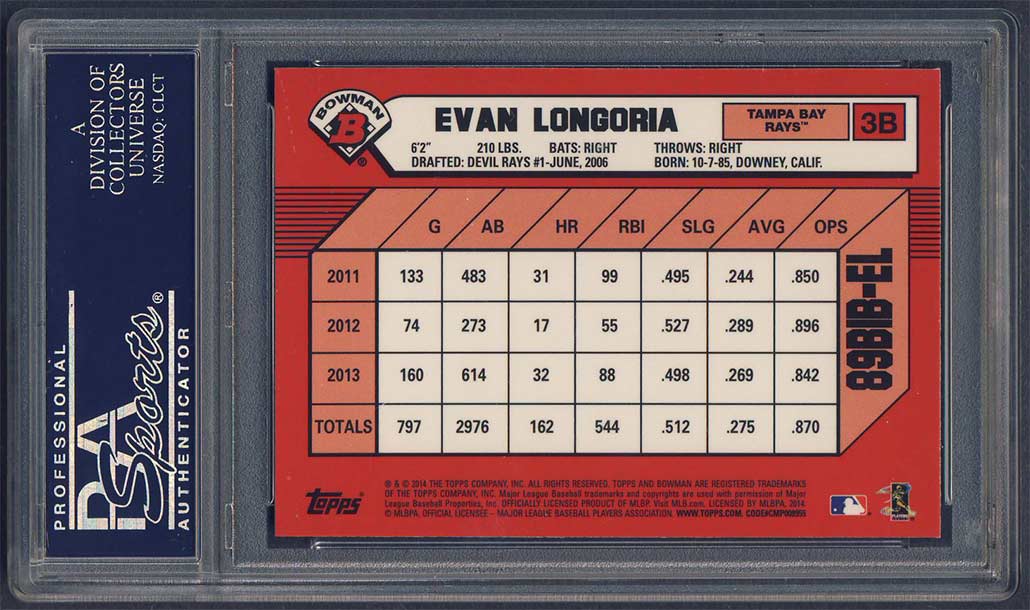 A
DIVISION OF
COLLECTORS
UNIVERSE
NASDAQ: CLCT
PROFESSIONAL
PSA
Sports®
AUTHENTICATOR
BOWMAN
B
®
EVAN LONGORIA
TAMPA BAY
RAYS™
3B
6'2" 210 LBS. BATS: RIGHT THROWS: RIGHT
DRAFTED: DEVIL RAYS #1-JUNE, 2006 BORN: 10-7-85, DOWNEY, CALIF.
G AB HR RBI SLG AVG OPS
2011 133 483 31 99 .495 .244 .850
2012 74 273 17 55 .527 .289 .896
2013 160 614 32 88 .498 .269 .842
TOTALS 797 2976 162 544 .512 .275 .870
89BIB-EL
topps
® & © 2014 THE TOPPS COMPANY, INC. ALL RIGHTS RESERVED. TOPPS AND BOWMAN ARE REGISTERED TRADEMARKS
OF THE TOPPS COMPANY, INC. Major League Baseball trademarks and copyrights are used with permission of Major
League Baseball Properties, Inc. OFFICIALLY LICENSED PRODUCT OF MLBP. Visit MLB.com. LICENSED BY MLBPA, 2014.
© MLBPA. OFFICIAL LICENSEE – MAJOR LEAGUE BASEBALL PLAYERS ASSOCIATION. WWW.TOPPS.COM. CODE#CMP008955